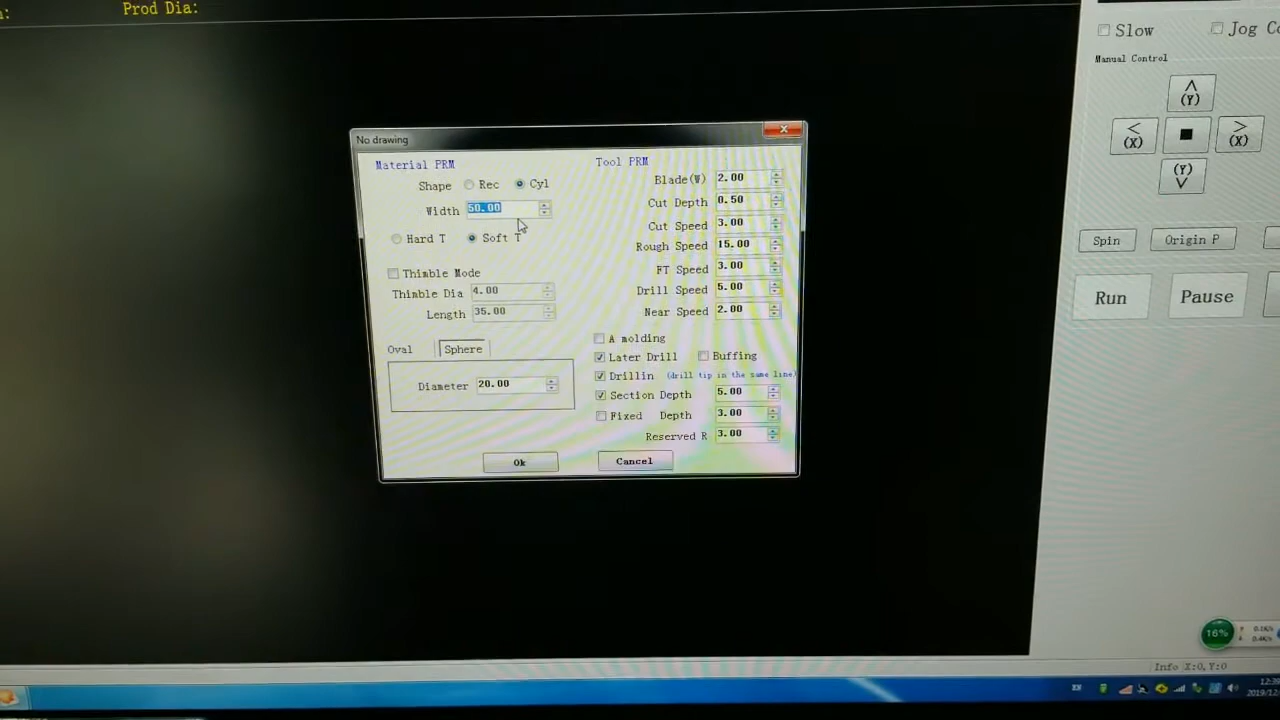 Prod Dia:
Slow
Manual Control
(Y)
(X)
(X)
(Y)
Spin
Origin P
Run
Pause
No drawing
Material PRM
Shape Rec Cyl
Width 50.00
Hard T Soft T
Thimble Mode
Thimble Dia 4.00
Length 35.00
Oval Sphere
Diameter 20.00
Tool PRM
Blade(W) 2.00
Cut Depth 0.50
Cut Speed 3.00
Rough Speed 15.00
FT Speed 3.00
Drill Speed 5.00
Near Speed 2.00
A molding
Later Drill Buffing
Drillin (drill tip in the same line)
Section Depth 5.00
Fixed Depth 3.00
Reserved R 3.00
Ok Cancel
16%
Info X:0,Y:0